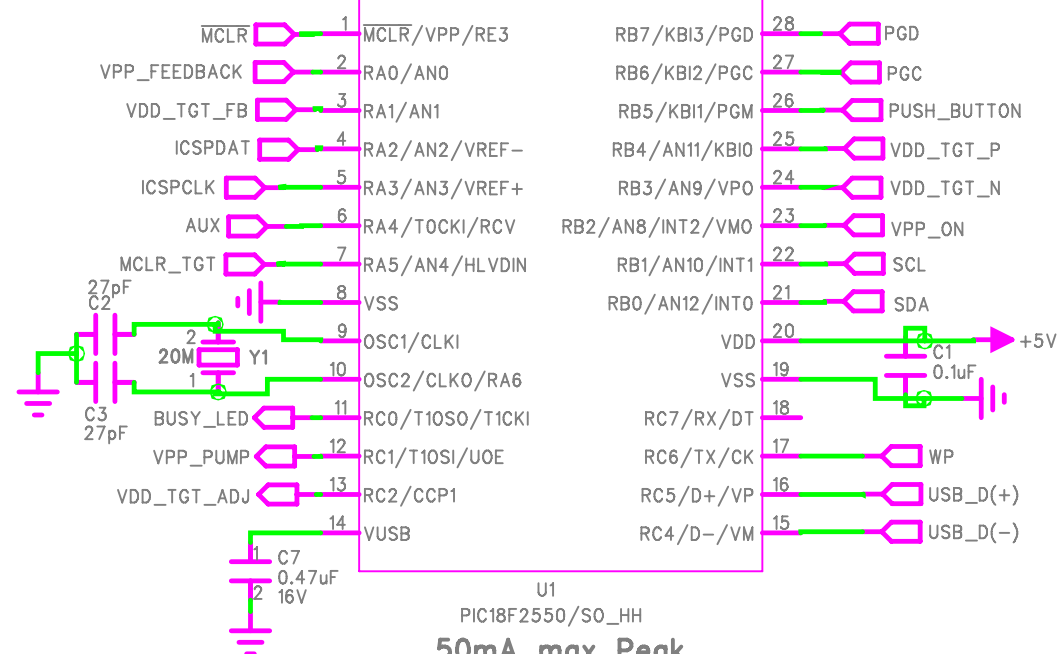 MCLR 1 MCLR/VPP/RE3 RB7/KBI3/PGD 28 PGD
VPP_FEEDBACK 2 RA0/AN0 RB6/KBI2/PGC 27 PGC
VDD_TGT_FB 3 RA1/AN1 RB5/KBI1/PGM 26 PUSH_BUTTON
ICSPDAT 4 RA2/AN2/VREF- RB4/AN11/KBI0 25 VDD_TGT_P
ICSPCLK 5 RA3/AN3/VREF+ RB3/AN9/VPO 24 VDD_TGT_N
AUX 6 RA4/T0CKI/RCV RB2/AN8/INT2/VMO 23 VPP_ON
MCLR_TGT 7 RA5/AN4/HLVDIN RB1/AN10/INT1 22 SCL
27pF
C2
8 VSS RB0/AN12/INT0 21 SDA
2 9 OSC1/CLKI VDD 20 +5V
20M Y1 C1
0.1uF
1 10 OSC2/CLKO/RA6 VSS 19
C3
27pF
BUSY_LED 11 RC0/T1OSO/T1CKI RC7/RX/DT 18
VPP_PUMP 12 RC1/T1OSI/UOE RC6/TX/CK 17 WP
VDD_TGT_ADJ 13 RC2/CCP1 RC5/D+/VP 16 USB_D(+)
14 VUSB RC4/D-/VM 15 USB_D(-)
1 C7
0.47uF
2 16V
U1
PIC18F2550/SO_HH
50mA max Peak